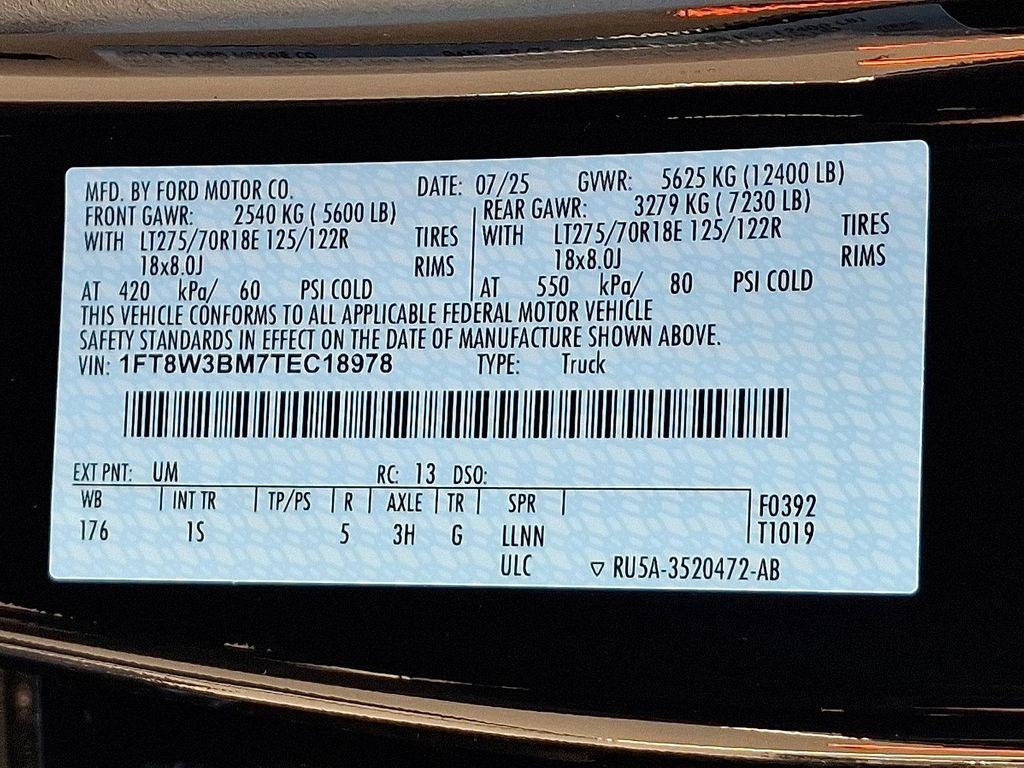 MFD. BY FORD MOTOR CO. DATE: 07/25 GVWR: 5625 KG (12400 LB)
FRONT GAWR: 2540 KG ( 5600 LB) REAR GAWR: 3279 KG ( 7230 LB)
WITH LT275/70R18E 125/122R TIRES WITH LT275/70R18E 125/122R TIRES
18x8.0J RIMS 18x8.0J RIMS
AT 420 kPa/ 60 PSI COLD AT 550 kPa/ 80 PSI COLD
THIS VEHICLE CONFORMS TO ALL APPLICABLE FEDERAL MOTOR VEHICLE
SAFETY STANDARDS IN EFFECT ON THE DATE OF MANUFACTURE SHOWN ABOVE.
VIN: 1FT8W3BM7TEC18978 TYPE: Truck
EXT PNT: UM RC: 13 DSO:
WB INT TR TP/PS R AXLE TR SPR F0392
176 1S 5 3H G LLNN T1019
ULC ▽ RU5A-3520472-AB